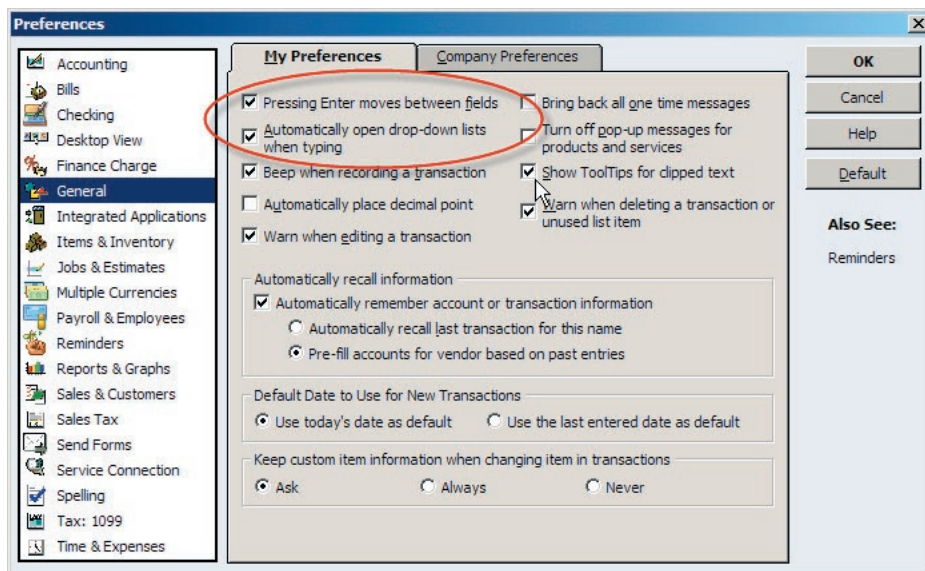 Preferences
Accounting
Bills
Checking
Desktop View
Finance Charge
General
Integrated Applications
Items & Inventory
Jobs & Estimates
Multiple Currencies
Payroll & Employees
Reminders
Reports & Graphs
Sales & Customers
Sales Tax
Send Forms
Service Connection
Spelling
Tax: 1099
Time & Expenses
My Preferences
Company Preferences
Pressing Enter moves between fields
Automatically open drop-down lists
when typing
Beep when recording a transaction
Automatically place decimal point
Warn when editing a transaction
Bring back all one time messages
Turn off pop-up messages for
products and services
Show ToolTips for clipped text
Warn when deleting a transaction or
unused list item
Automatically recall information
Automatically remember account or transaction information
Automatically recall last transaction for this name
Pre-fill accounts for vendor based on past entries
Default Date to Use for New Transactions
Use today's date as default
Use the last entered date as default
Keep custom item information when changing item in transactions
Ask
Always
Never
OK
Cancel
Help
Default
Also See:
Reminders